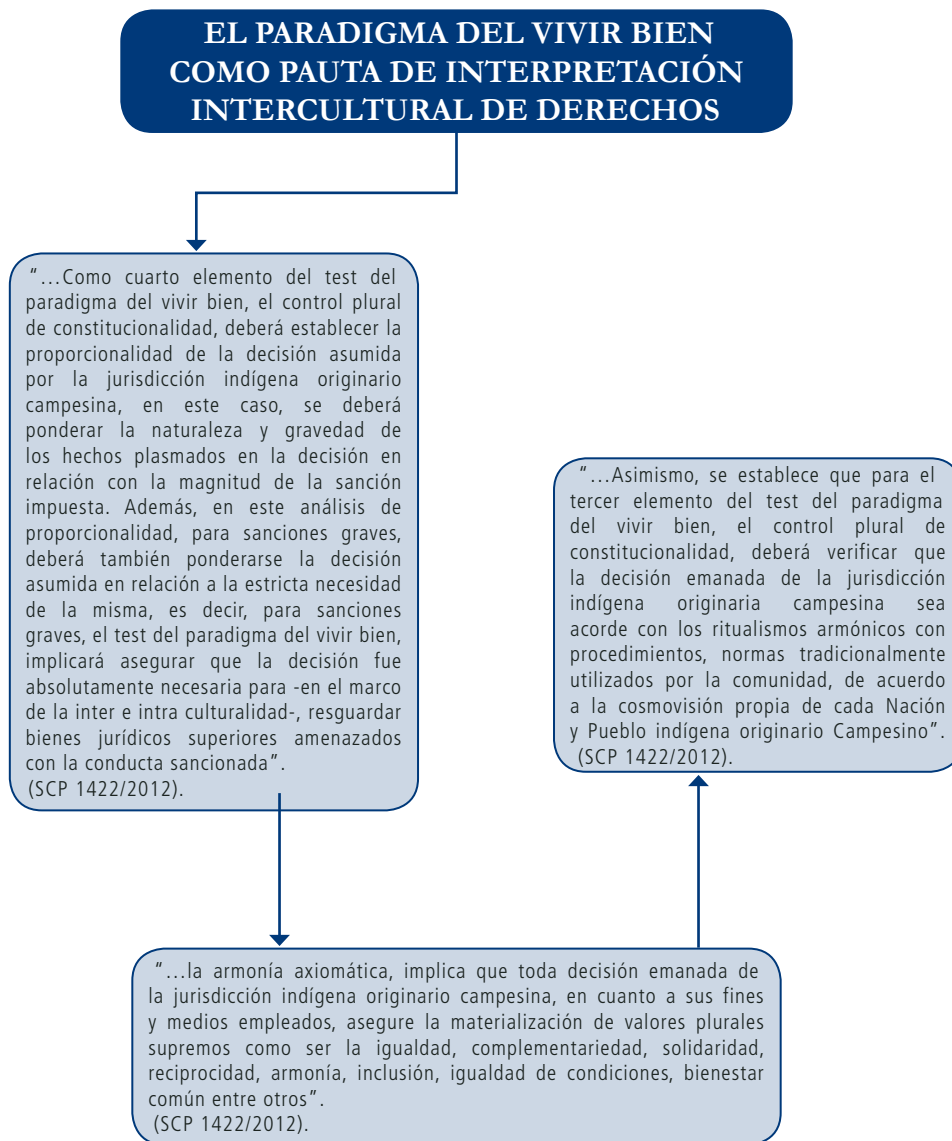 EL PARADIGMA DEL VIVIR BIEN
COMO PAUTA DE INTERPRETACIÓN
INTERCULTURAL DE DERECHOS
“…Como cuarto elemento del test del
paradigma del vivir bien, el control plural
de constitucionalidad, deberá establecer la
proporcionalidad de la decisión asumida
por la jurisdicción indígena originario
campesina, en este caso, se deberá
ponderar la naturaleza y gravedad de
los hechos plasmados en la decisión en
relación con la magnitud de la sanción
impuesta. Además, en este análisis de
proporcionalidad, para sanciones graves,
deberá también ponderarse la decisión
asumida en relación a la estricta necesidad
de la misma, es decir, para sanciones
graves, el test del paradigma del vivir bien,
implicará asegurar que la decisión fue
absolutamente necesaria para -en el marco
de la inter e intra culturalidad-, resguardar
bienes jurídicos superiores amenazados
con la conducta sancionada”.
(SCP 1422/2012).
“…la armonía axiomática, implica que toda decisión emanada de
la jurisdicción indígena originario campesina, en cuanto a sus fines
y medios empleados, asegure la materialización de valores plurales
supremos como ser la igualdad, complementariedad, solidaridad,
reciprocidad, armonía, inclusión, igualdad de condiciones, bienestar
común entre otros”.
(SCP 1422/2012).
“…Asimismo, se establece que para el
tercer elemento del test del paradigma
del vivir bien, el control plural de
constitucionalidad, deberá verificar que
la decisión emanada de la jurisdicción
indígena originaria campesina sea
acorde con los ritualismos armónicos con
procedimientos, normas tradicionalmente
utilizados por la comunidad, de acuerdo
a la cosmovisión propia de cada Nación
y Pueblo indígena originario Campesino”.
(SCP 1422/2012).